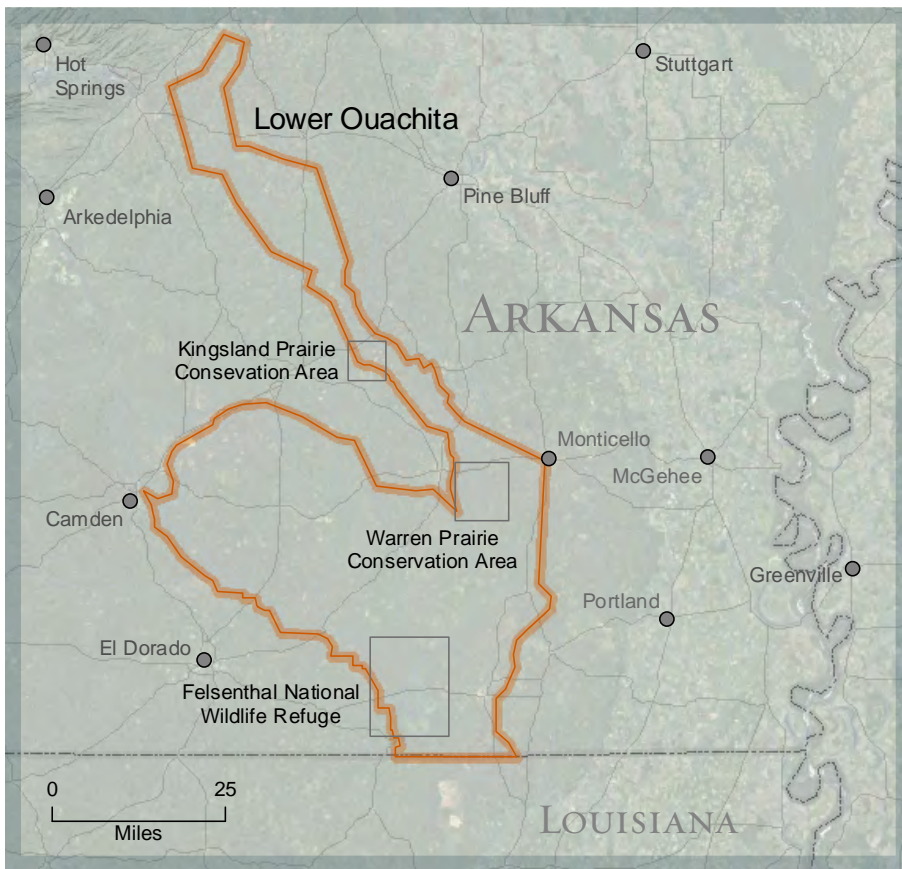 Hot
Springs
Stuttgart
Lower Ouachita
Pine Bluff
Arkedelphia
ARKANSAS
Kingsland Prairie
Consevation Area
Monticello
McGehee
Camden
Warren Prairie
Conservation Area
Greenville
Portland
El Dorado
Felsenthal National
Wildlife Refuge
0 25
Miles
LOUISIANA